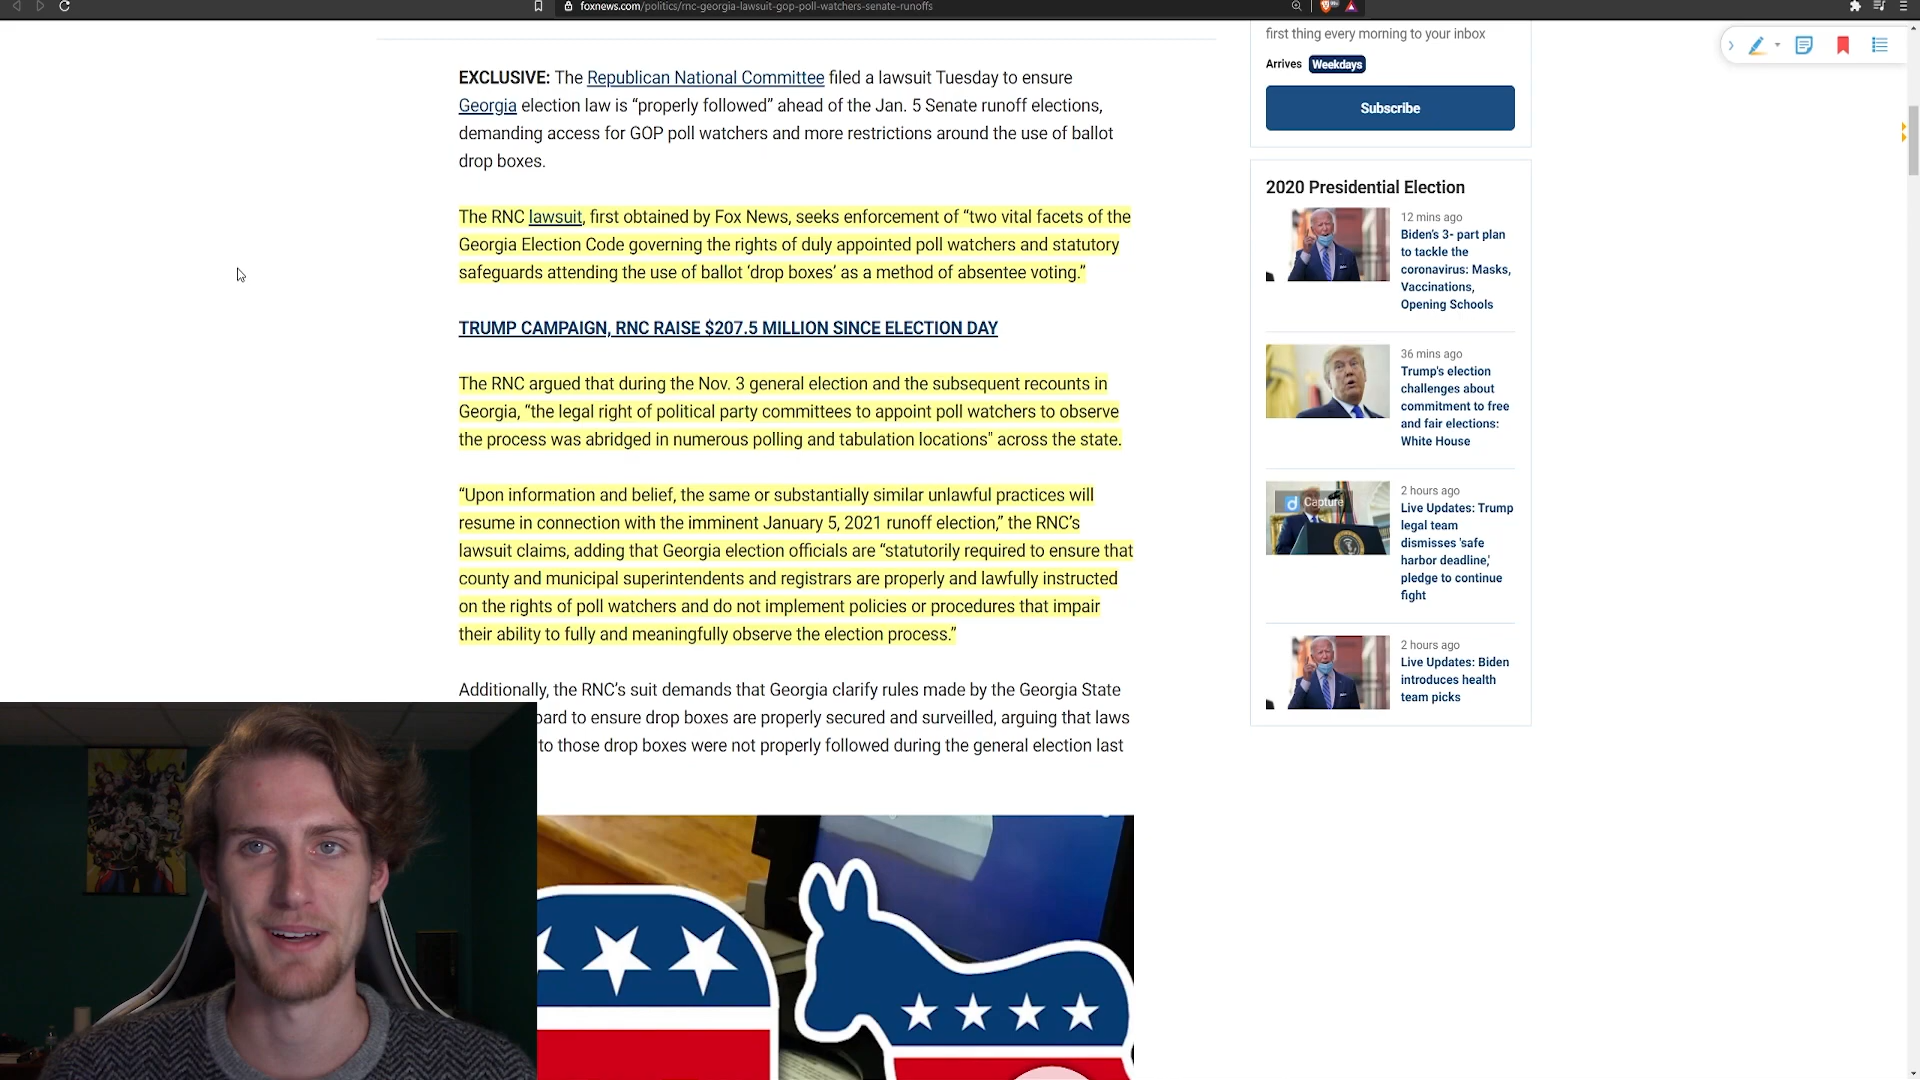 foxnews.com/politics/rnc-georgia-lawsuit-gop-poll-watchers-senate-runoffs
EXCLUSIVE: The Republican National Committee filed a lawsuit Tuesday to ensure
Georgia election law is “properly followed” ahead of the Jan. 5 Senate runoff elections,
demanding access for GOP poll watchers and more restrictions around the use of ballot
drop boxes.
The RNC lawsuit, first obtained by Fox News, seeks enforcement of “two vital facets of the
Georgia Election Code governing the rights of duly appointed poll watchers and statutory
safeguards attending the use of ballot ‘drop boxes’ as a method of absentee voting.”
TRUMP CAMPAIGN, RNC RAISE $207.5 MILLION SINCE ELECTION DAY
The RNC argued that during the Nov. 3 general election and the subsequent recounts in
Georgia, “the legal right of political party committees to appoint poll watchers to observe
the process was abridged in numerous polling and tabulation locations" across the state.
“Upon information and belief, the same or substantially similar unlawful practices will
resume in connection with the imminent January 5, 2021 runoff election,” the RNC’s
lawsuit claims, adding that Georgia election officials are “statutorily required to ensure that
county and municipal superintendents and registrars are properly and lawfully instructed
on the rights of poll watchers and do not implement policies or procedures that impair
their ability to fully and meaningfully observe the election process.”
Additionally, the RNC’s suit demands that Georgia clarify rules made by the Georgia State
oard to ensure drop boxes are properly secured and surveilled, arguing that laws
to those drop boxes were not properly followed during the general election last
first thing every morning to your inbox
Arrives Weekdays
Subscribe
2020 Presidential Election
12 mins ago
Biden’s 3- part plan
to tackle the
coronavirus: Masks,
Vaccinations,
Opening Schools
36 mins ago
Trump's election
challenges about
commitment to free
and fair elections:
White House
Capture
2 hours ago
Live Updates: Trump
legal team
dismisses 'safe
harbor deadline,'
pledge to continue
fight
2 hours ago
Live Updates: Biden
introduces health
team picks